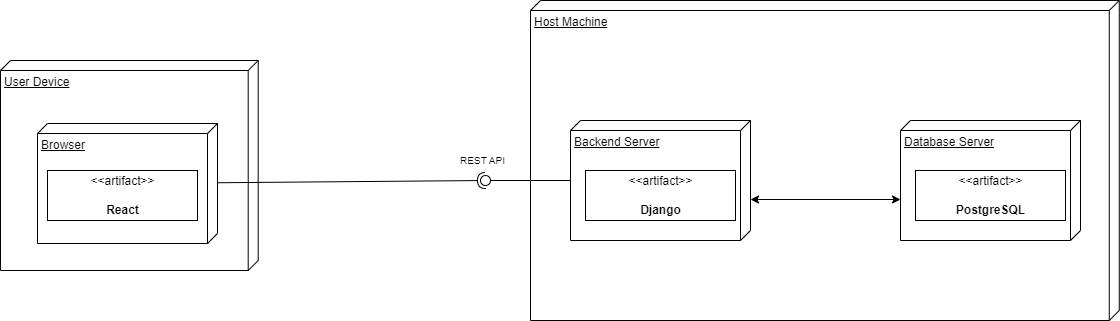 Host Machine
User Device
Browser
<<artifact>>
React
REST API
Backend Server
<<artifact>>
Django
Database Server
<<artifact>>
PostgreSQL